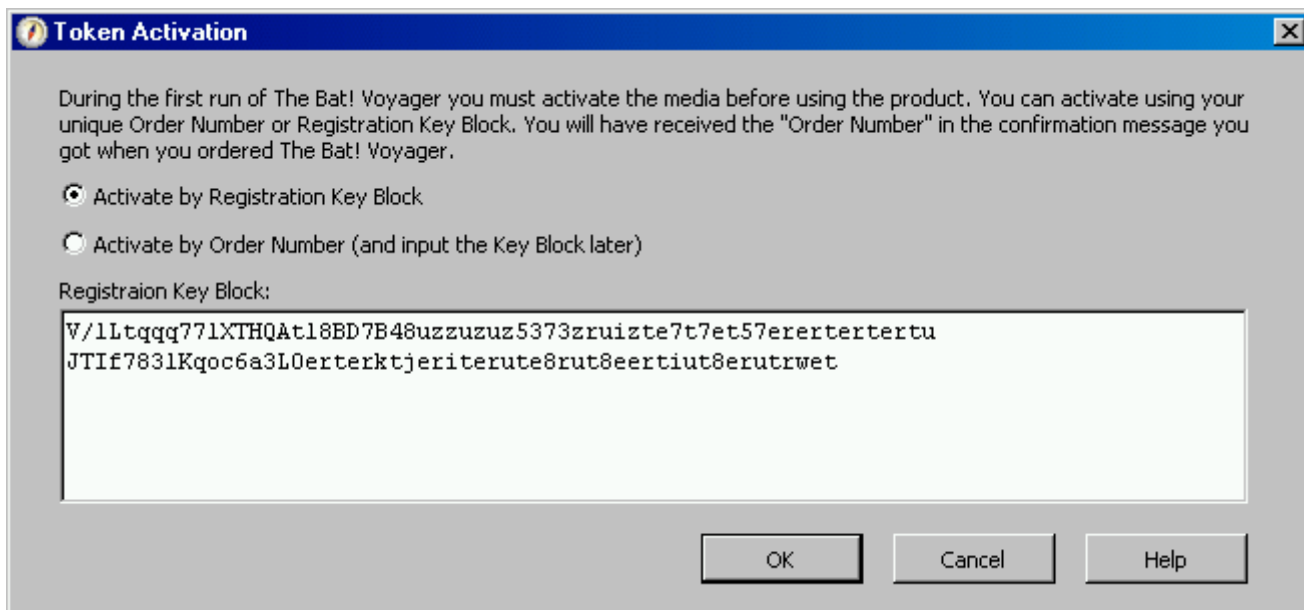 Token Activation
During the first run of The Bat! Voyager you must activate the media before using the product. You can activate using your
unique Order Number or Registration Key Block. You will have received the "Order Number" in the confirmation message you
got when you ordered The Bat! Voyager.
Activate by Registration Key Block
Activate by Order Number (and input the Key Block later)
Registraion Key Block:
V/lLtqqq77lXTHQAtl8BD7B48uzzuzuz5373zruizte7t7et57erertertertu
JTIf783lKqoc6a3L0erterktjeriterute8rut8eertiut8erutrwet
OK Cancel Help